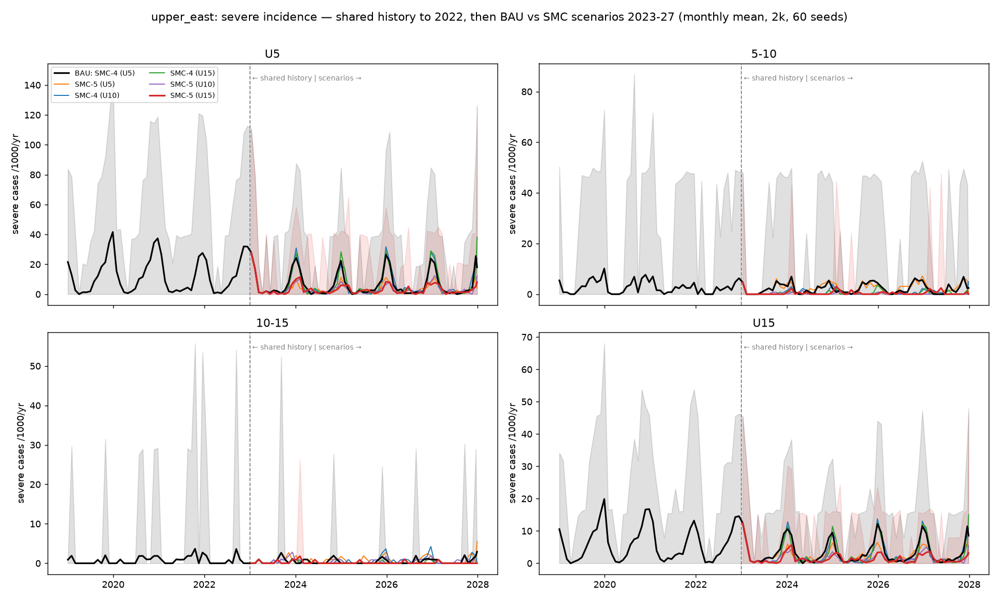 upper_east: severe incidence — shared history to 2022, then BAU vs SMC scenarios 2023-27 (monthly mean, 2k, 60 seeds)
U5
BAU: SMC-4 (U5)
SMC-5 (U5)
SMC-4 (U10)
SMC-4 (U15)
SMC-5 (U10)
SMC-5 (U15)
← shared history | scenarios →
severe cases /1000/yr
140
120
100
80
60
40
20
0
5-10
← shared history | scenarios →
severe cases /1000/yr
80
60
40
20
0
10-15
← shared history | scenarios →
severe cases /1000/yr
50
40
30
20
10
0
2020 2022 2024 2026 2028
U15
← shared history | scenarios →
severe cases /1000/yr
70
60
50
40
30
20
10
0
2020 2022 2024 2026 2028